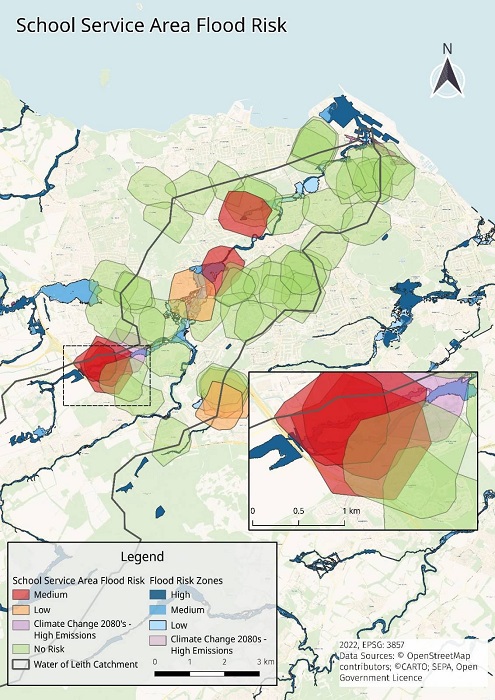 School Service Area Flood Risk
N
0 0.5 1 km
Legend
School Service Area Flood Risk
Medium
Low
Climate Change 2080's -
High Emissions
No Risk
Water of Leith Catchment
Flood Risk Zones
High
Medium
Low
Climate Change 2080s -
High Emissions
0 1 2 3 km
2022, EPSG: 3857
Data Sources: © OpenStreetMap
contributors; ©CARTO; SEPA, Open
Government Licence